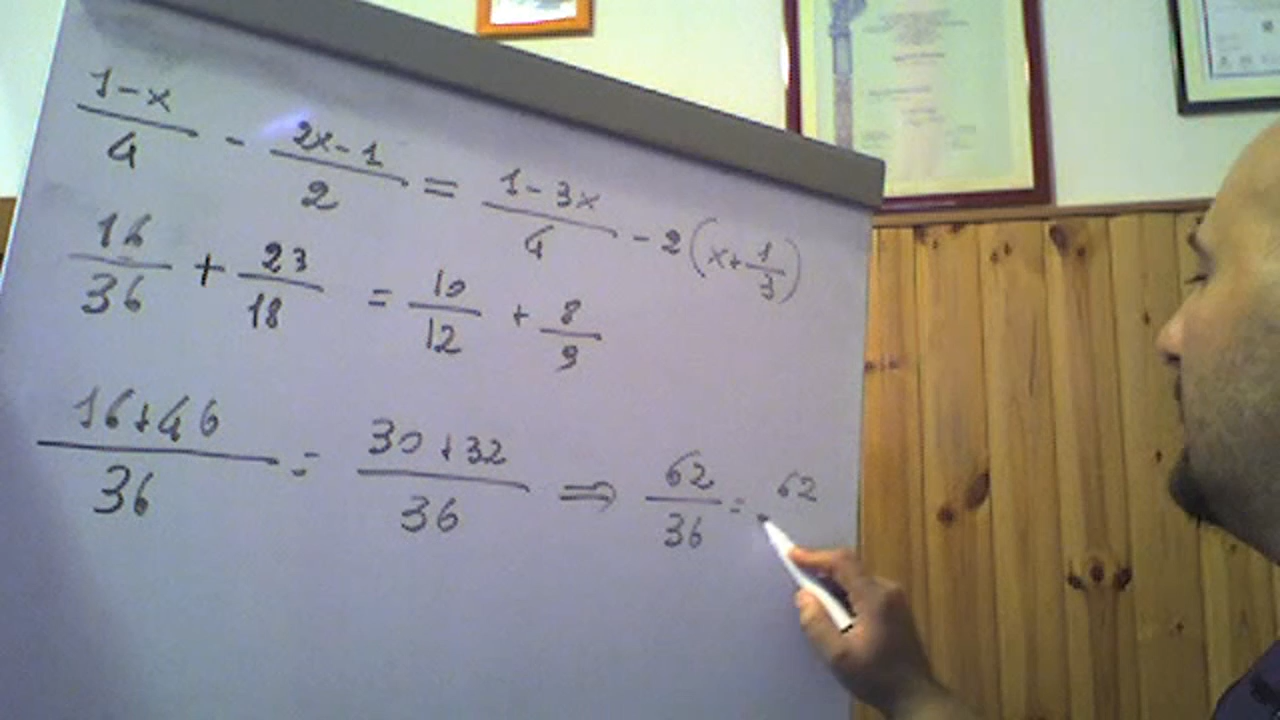 (1-x)/4 - (2x-1)/2 = (1-3x)/4 - 2(x+1/3)
16/36 + 23/18 = 10/12 + 8/9
(16+46)/36 = (30+32)/36 ⇒ 62/36 = 62